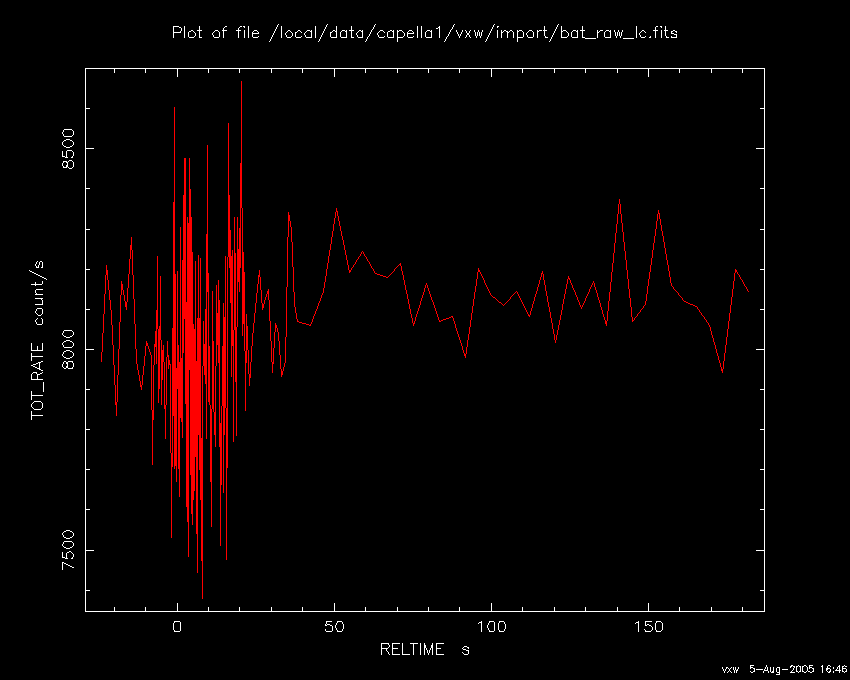 Plot of file /local/data/capella1/vxw/import/bat_raw_lc.fits
8500
8000
7500
TOT_RATE count/s
0 50 100 150
RELTIME s
vxw 5-Aug-2005 16:46